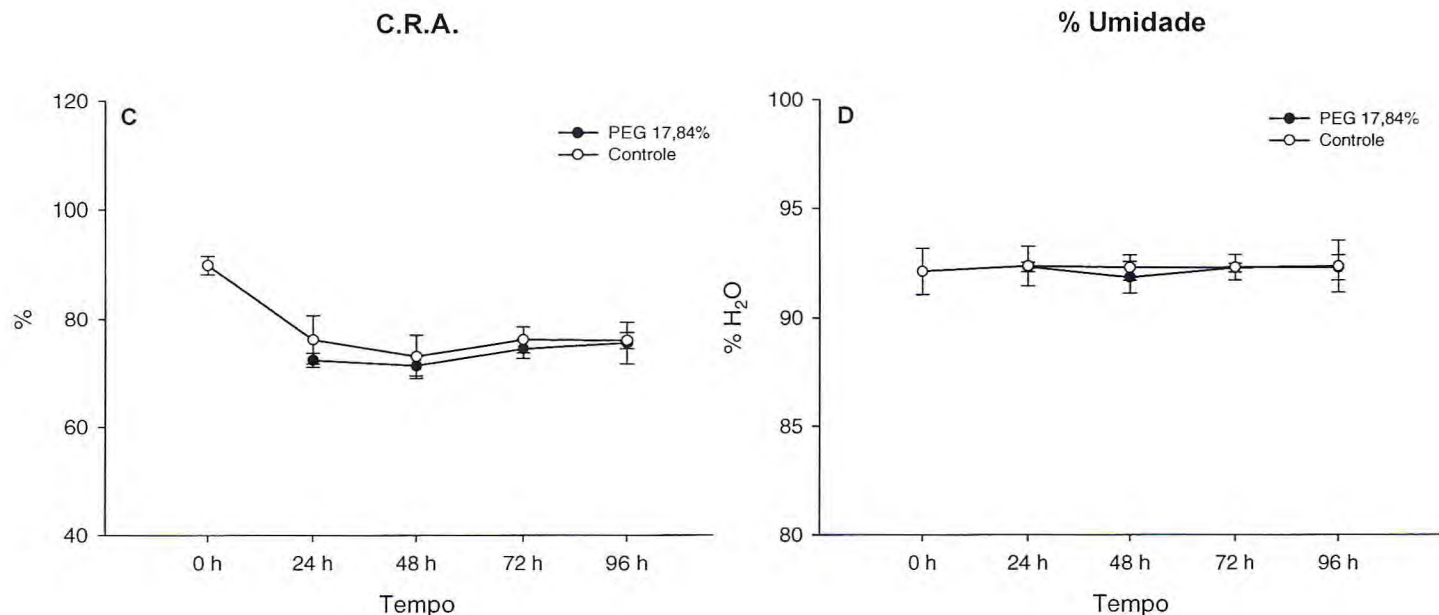 C.R.A.
% Umidade
C
PEG 17,84%
Controle
120
100
80
60
40
%
0 h
24 h
48 h
72 h
96 h
Tempo
D
PEG 17,84%
Controle
100
95
90
85
80
% H₂O
0 h
24 h
48 h
72 h
96 h
Tempo